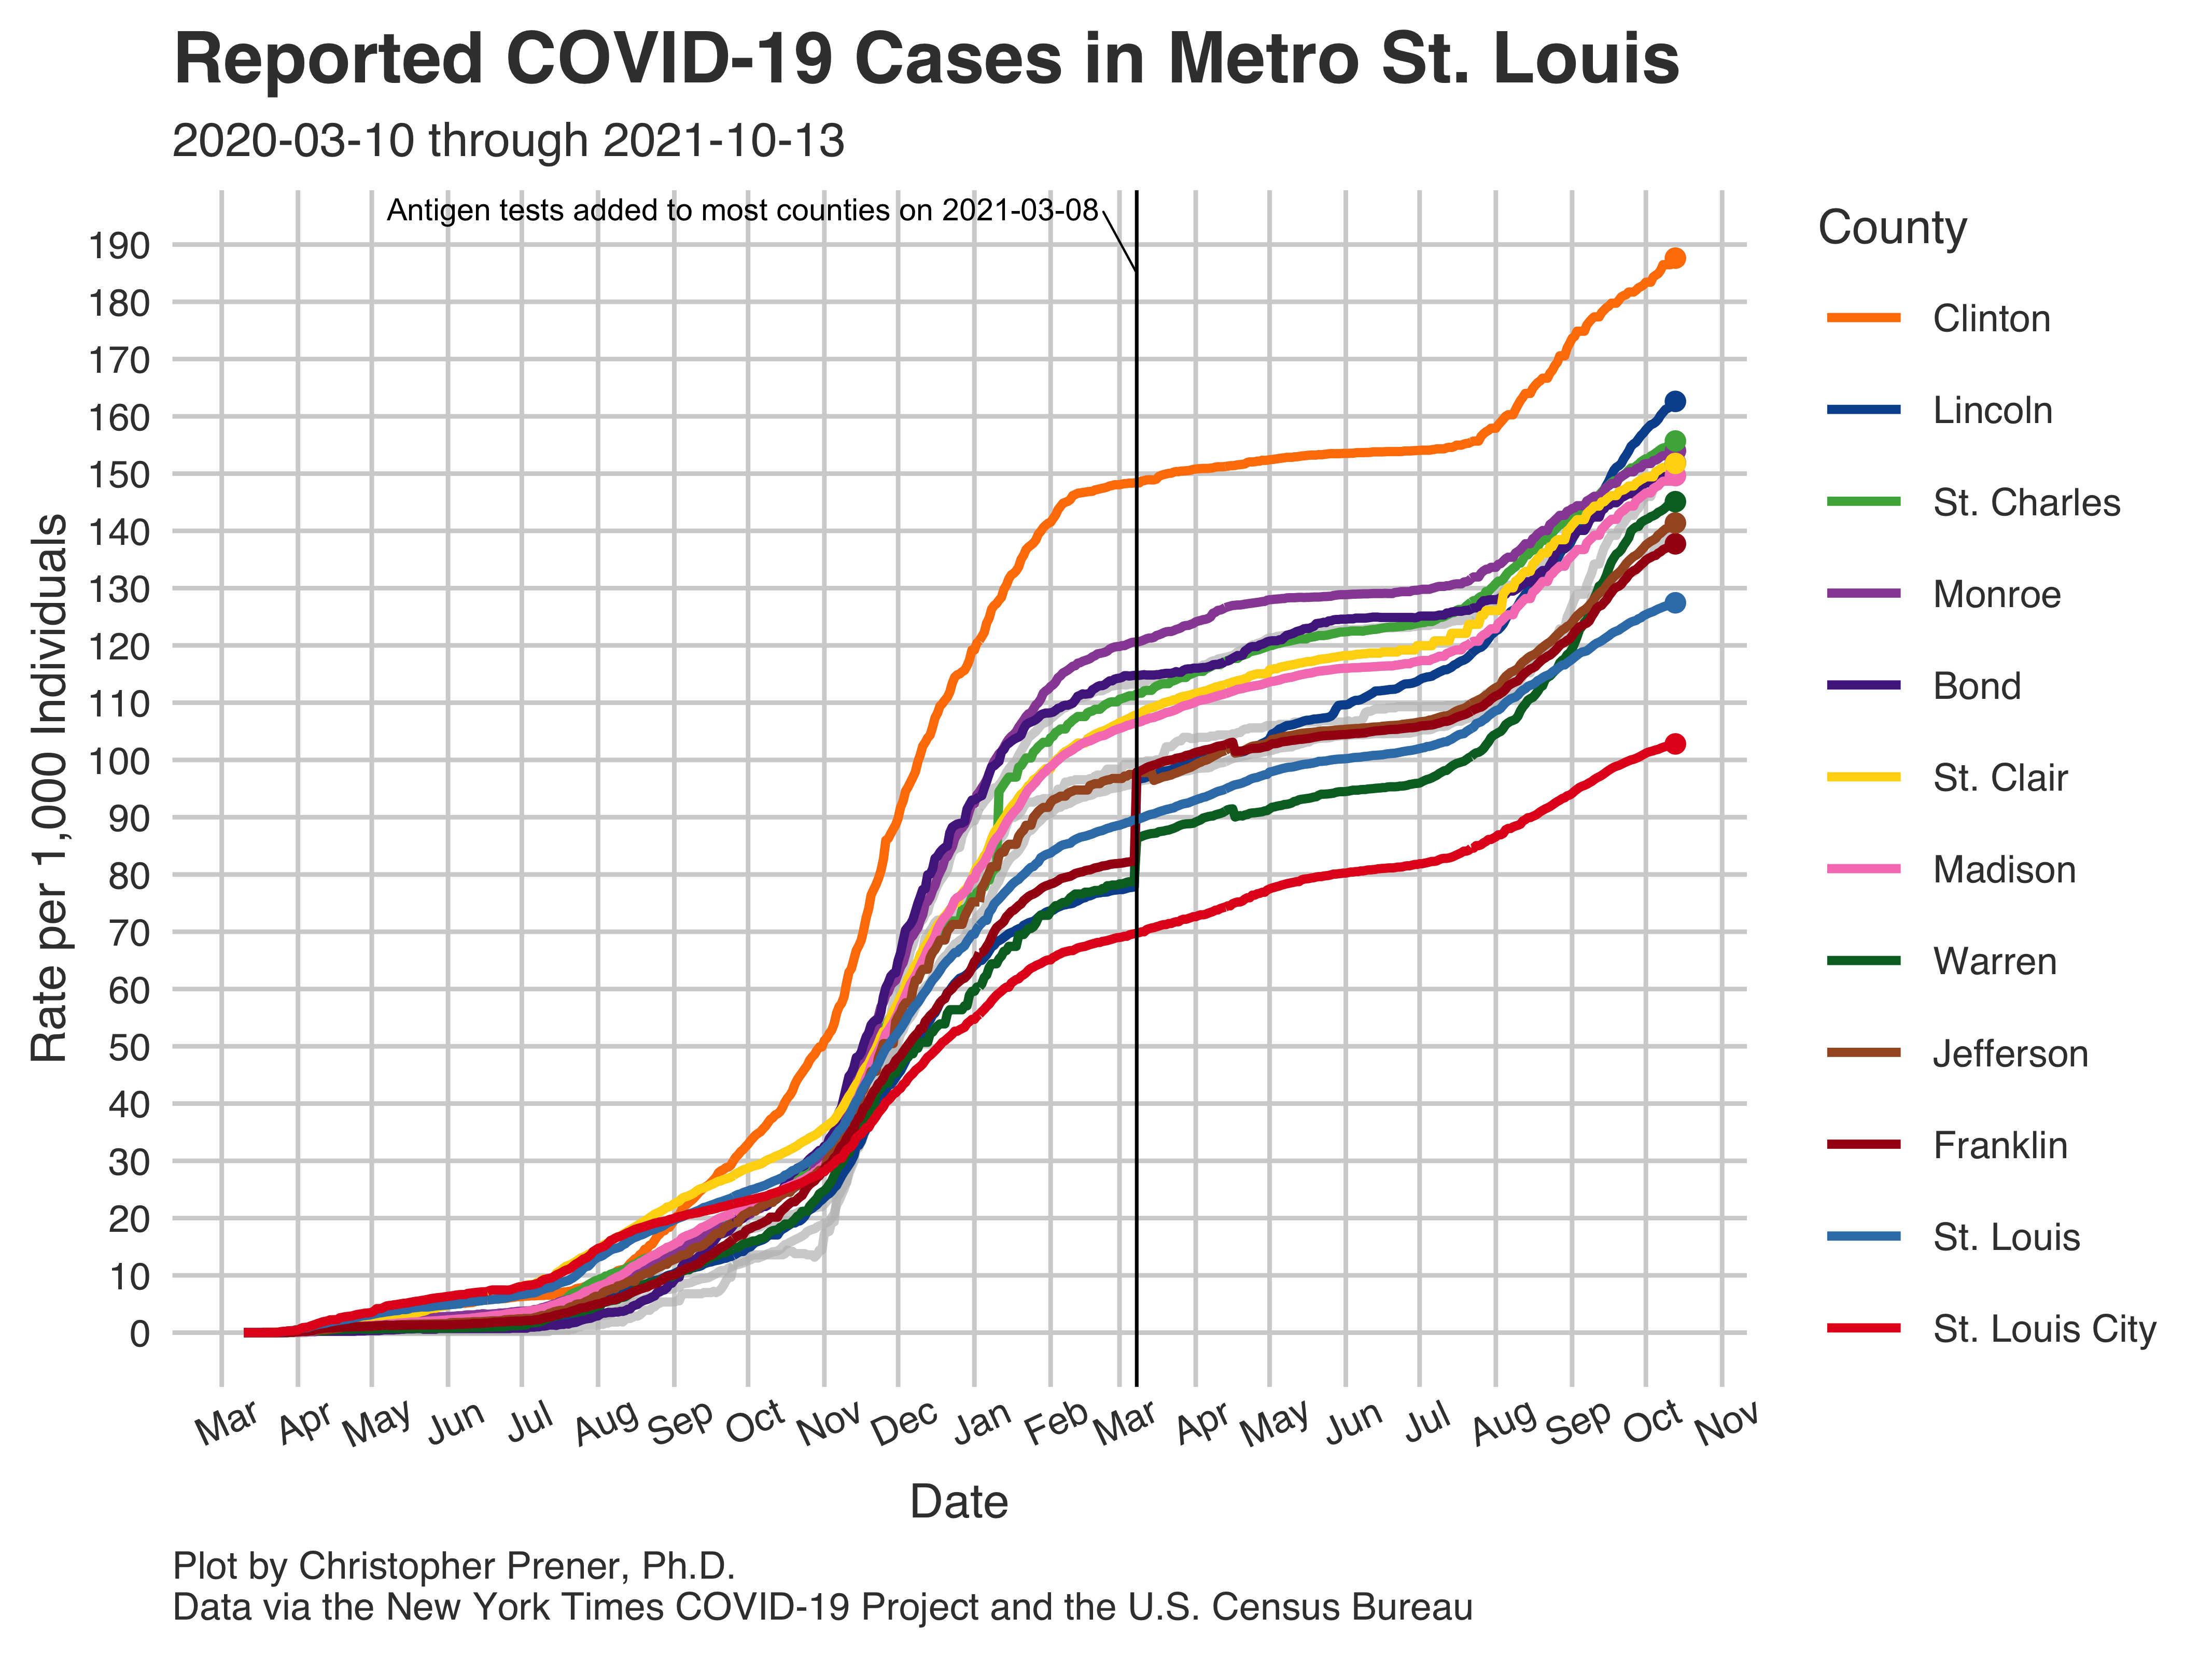 Reported COVID-19 Cases in Metro St. Louis
2020-03-10 through 2021-10-13
Antigen tests added to most counties on 2021-03-08
Rate per 1,000 Individuals
190
180
170
160
150
140
130
120
110
100
90
80
70
60
50
40
30
20
10
0
Mar Apr May Jun Jul Aug Sep Oct Nov Dec Jan Feb Mar Apr May Jun Jul Aug Sep Oct Nov
Date
County
Clinton
Lincoln
St. Charles
Monroe
Bond
St. Clair
Madison
Warren
Jefferson
Franklin
St. Louis
St. Louis City
Plot by Christopher Prener, Ph.D.
Data via the New York Times COVID-19 Project and the U.S. Census Bureau